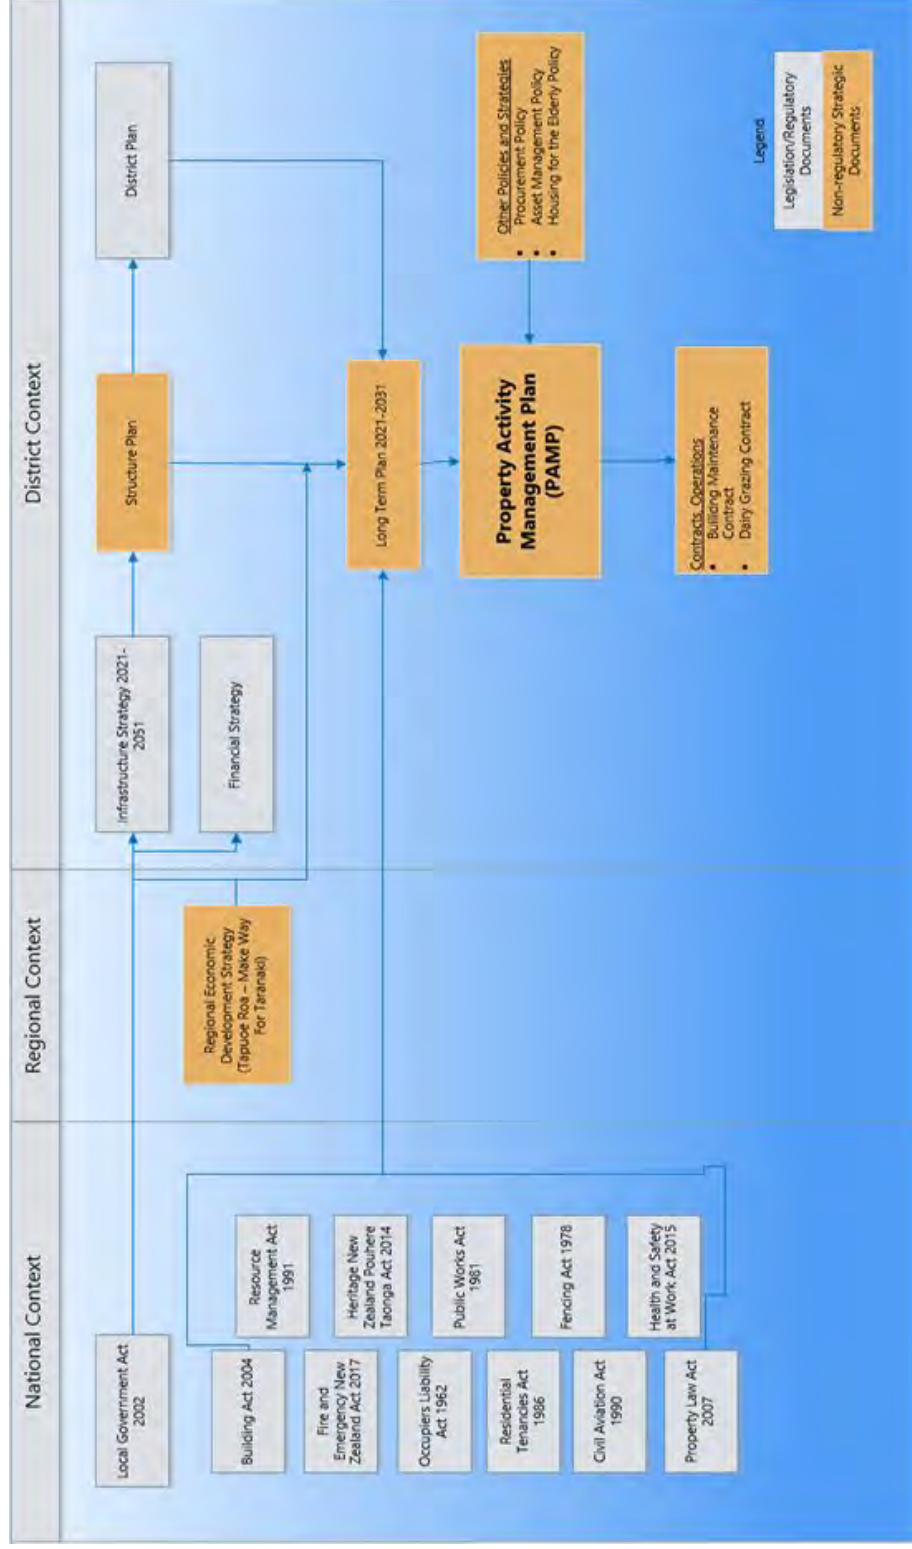 National Context
Regional Context
District Context
Local Government Act
2002
Building Act 2004
Resource
Management Act
1991
Fire and
Emergency New
Zealand Act 2017
Heritage New
Zealand Pouhere
Taonga Act 2014
Occupiers Liability
Act 1962
Public Works Act
1981
Residential
Tenancies Act
1986
Fencing Act 1978
Civil Aviation Act
1990
Health and Safety
at Work Act 2015
Property Law Act
2007
Regional Economic
Development Strategy
(Tapuoe Roa – Make Way
For Taranaki)
Infrastructure Strategy 2021-
2051
Financial Strategy
Structure Plan
District Plan
Long Term Plan 2021-2031
Property Activity
Management Plan
(PAMP)
Other Policies and Strategies
• Procurement Policy
• Asset Management Policy
• Housing for the Elderly Policy
Contracts, Operations
• Builidng Maintenance
Contract
• Dairy Grazing Contract
Legend
Legislation/Regulatory
Documents
Non-regulatory Strategic
Documents